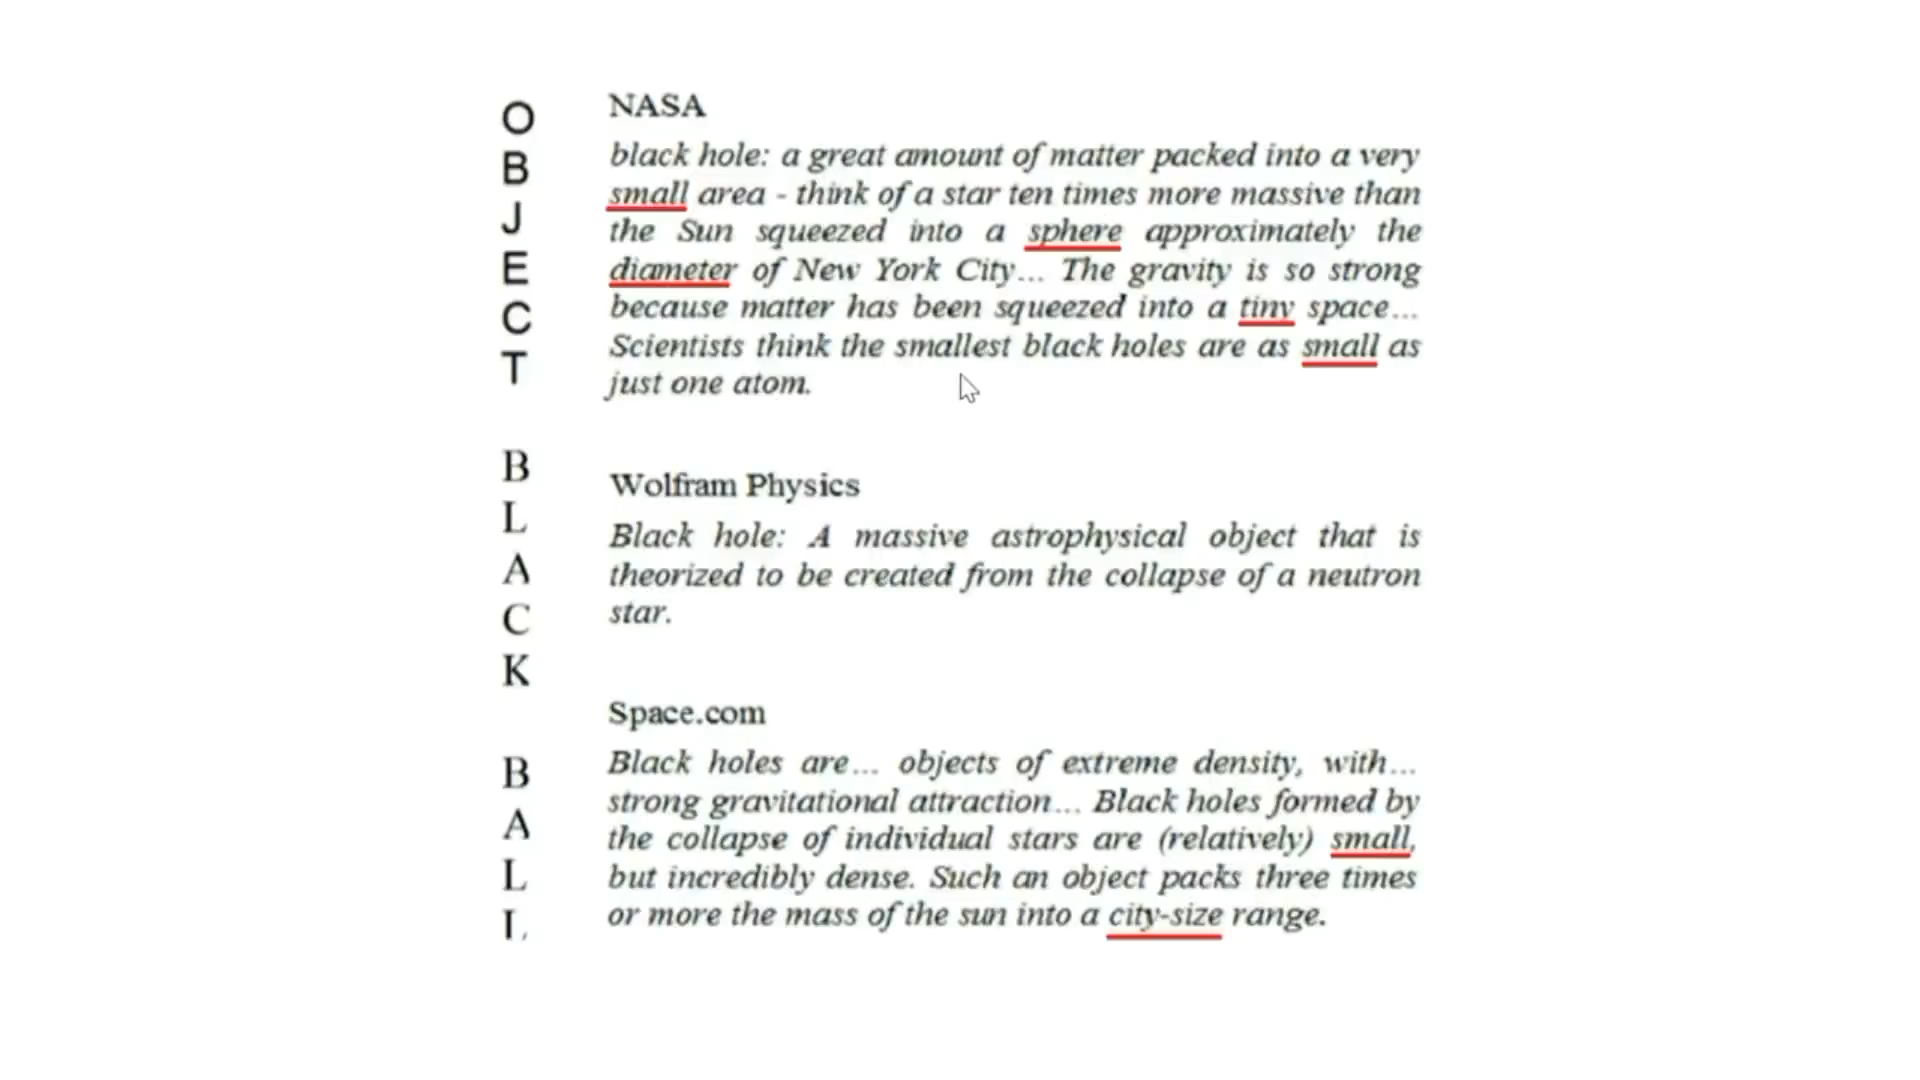 OBJECT
BLACK
BALL
NASA
black hole: a great amount of matter packed into a very
small area - think of a star ten times more massive than
the Sun squeezed into a sphere approximately the
diameter of New York City... The gravity is so strong
because matter has been squeezed into a tiny space...
Scientists think the smallest black holes are as small as
just one atom.
Wolfram Physics
Black hole: A massive astrophysical object that is
theorized to be created from the collapse of a neutron
star.
Space.com
Black holes are... objects of extreme density, with...
strong gravitational attraction... Black holes formed by
the collapse of individual stars are (relatively) small,
but incredibly dense. Such an object packs three times
or more the mass of the sun into a city-size range.